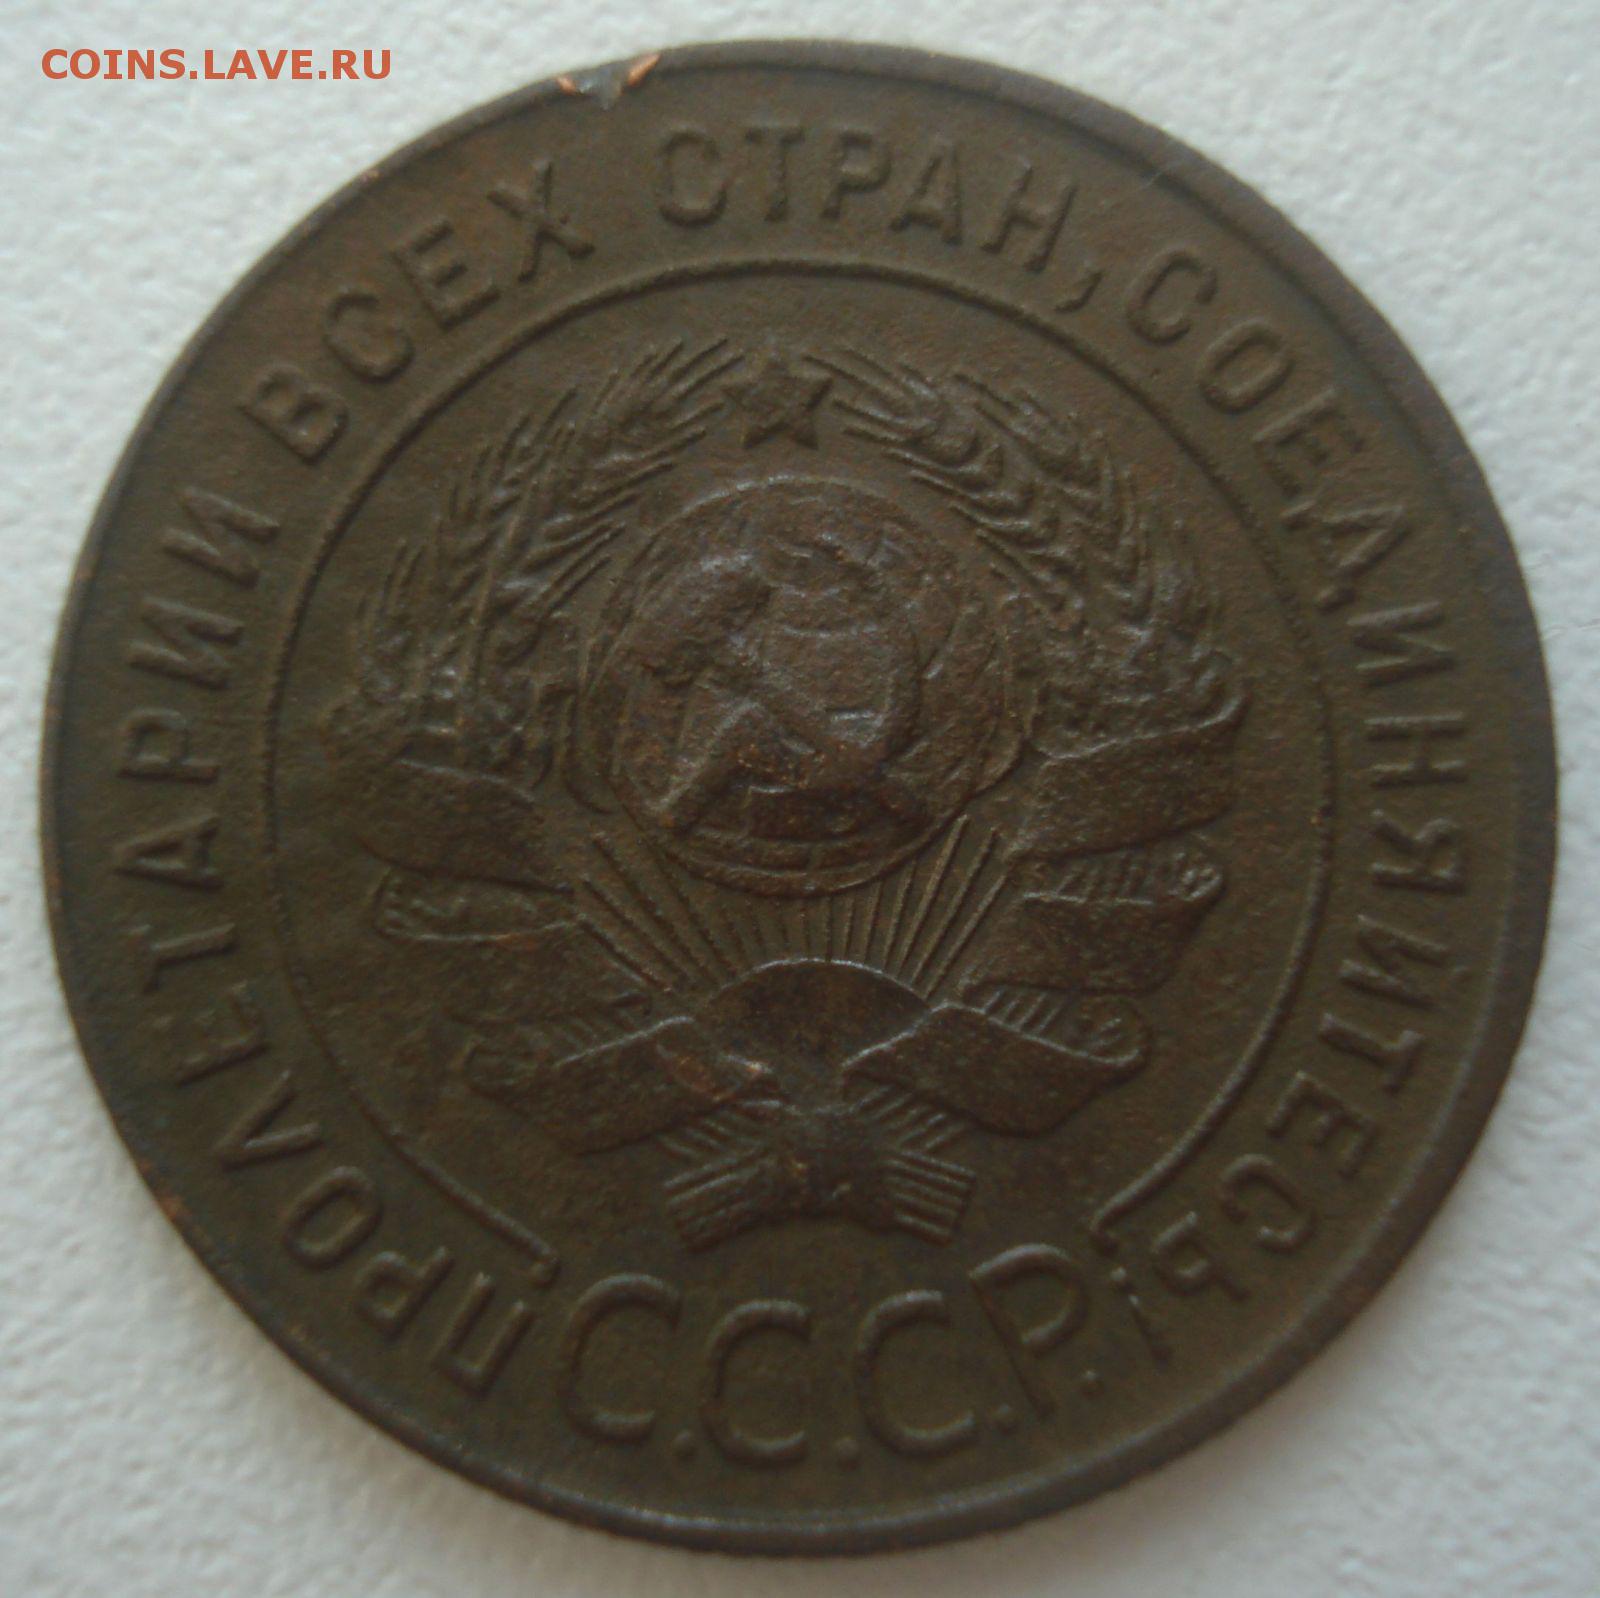 COINS.LAVE.RU
ПРОЛЕТАРИИ ВСЕХ СТРАН, СОЕДИНЯЙТЕСЬ
С.С.С.Р.